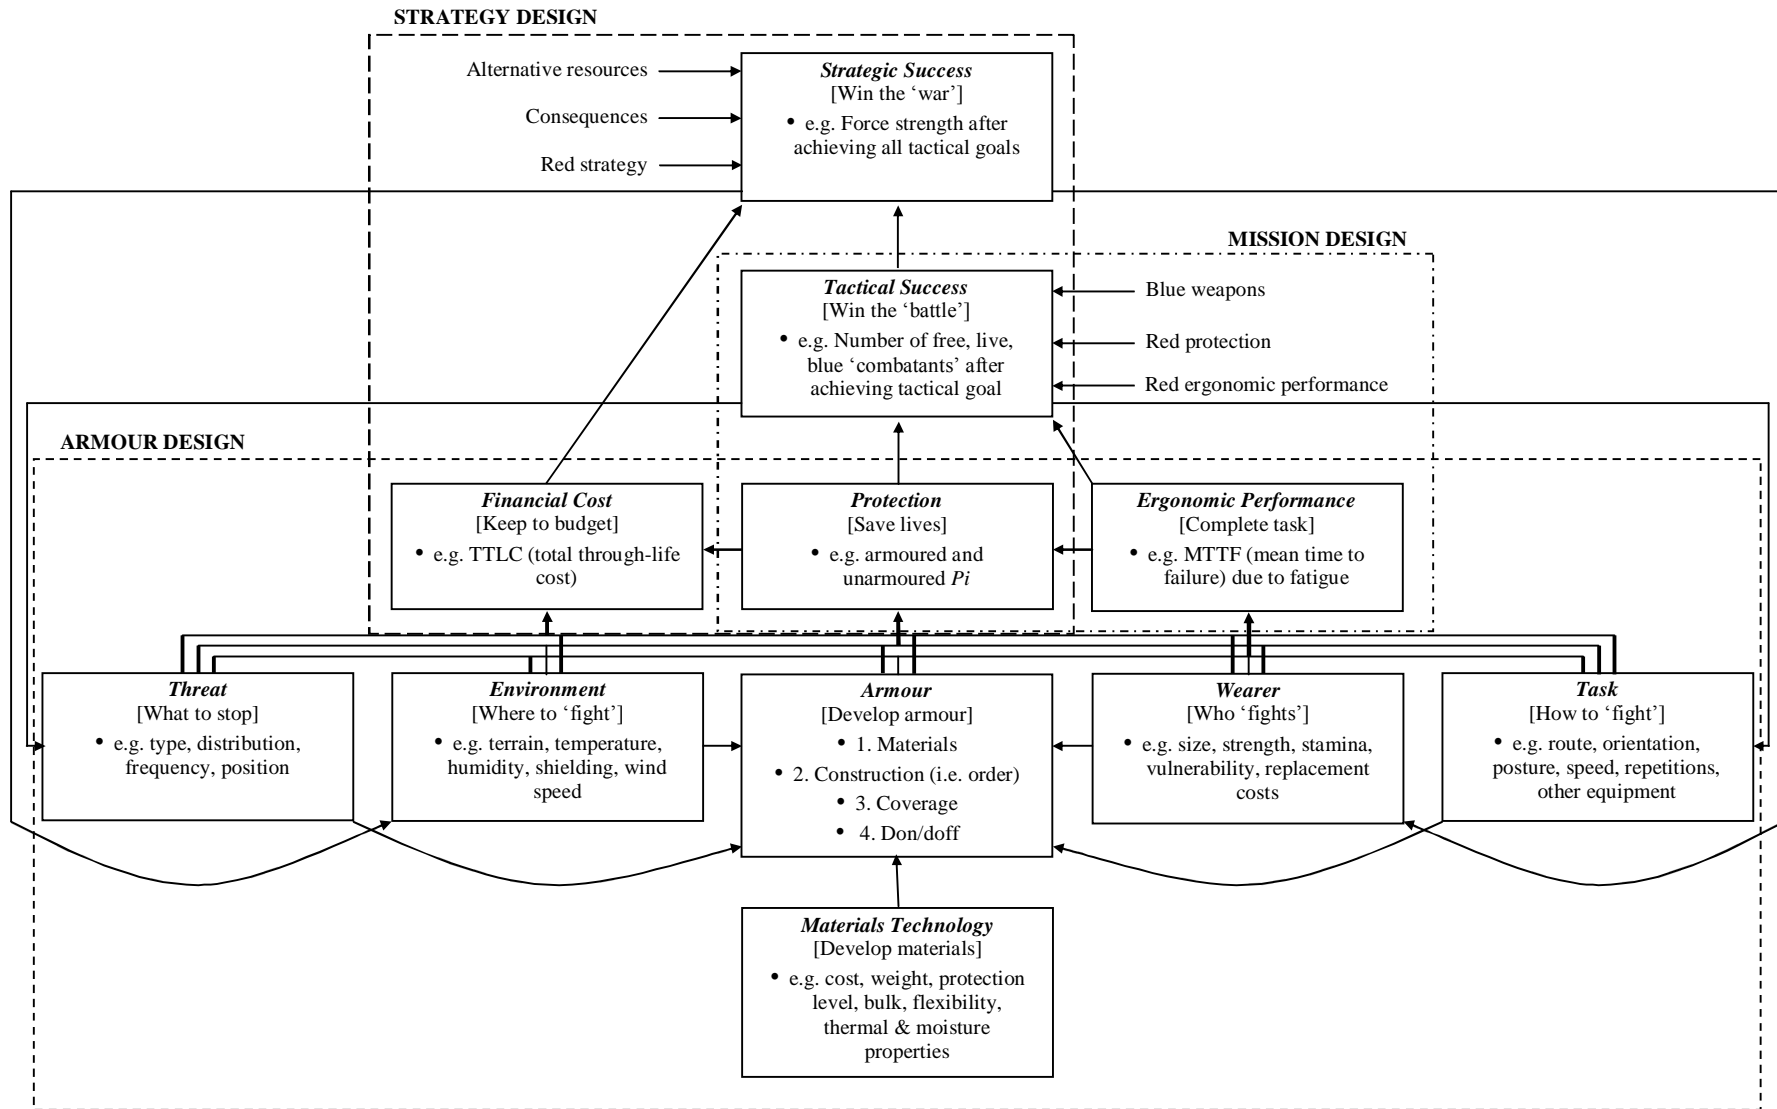 STRATEGY DESIGN
Alternative resources
Consequences
Red strategy
Strategic Success
[Win the ‘war’]
• e.g. Force strength after
achieving all tactical goals
MISSION DESIGN
Tactical Success
[Win the ‘battle’]
• e.g. Number of free, live,
blue ‘combatants’ after
achieving tactical goal
Blue weapons
Red protection
Red ergonomic performance
ARMOUR DESIGN
Financial Cost
[Keep to budget]
• e.g. TTLC (total through-life
cost)
Protection
[Save lives]
• e.g. armoured and
unarmoured Pi
Ergonomic Performance
[Complete task]
• e.g. MTTF (mean time to
failure) due to fatigue
Threat
[What to stop]
• e.g. type, distribution,
frequency, position
Environment
[Where to ‘fight’]
• e.g. terrain, temperature,
humidity, shielding, wind
speed
Armour
[Develop armour]
• 1. Materials
• 2. Construction (i.e. order)
• 3. Coverage
• 4. Don/doff
Wearer
[Who ‘fights’]
• e.g. size, strength, stamina,
vulnerability, replacement
costs
Task
[How to ‘fight’]
• e.g. route, orientation,
posture, speed, repetitions,
other equipment
Materials Technology
[Develop materials]
• e.g. cost, weight, protection
level, bulk, flexibility,
thermal & moisture
properties